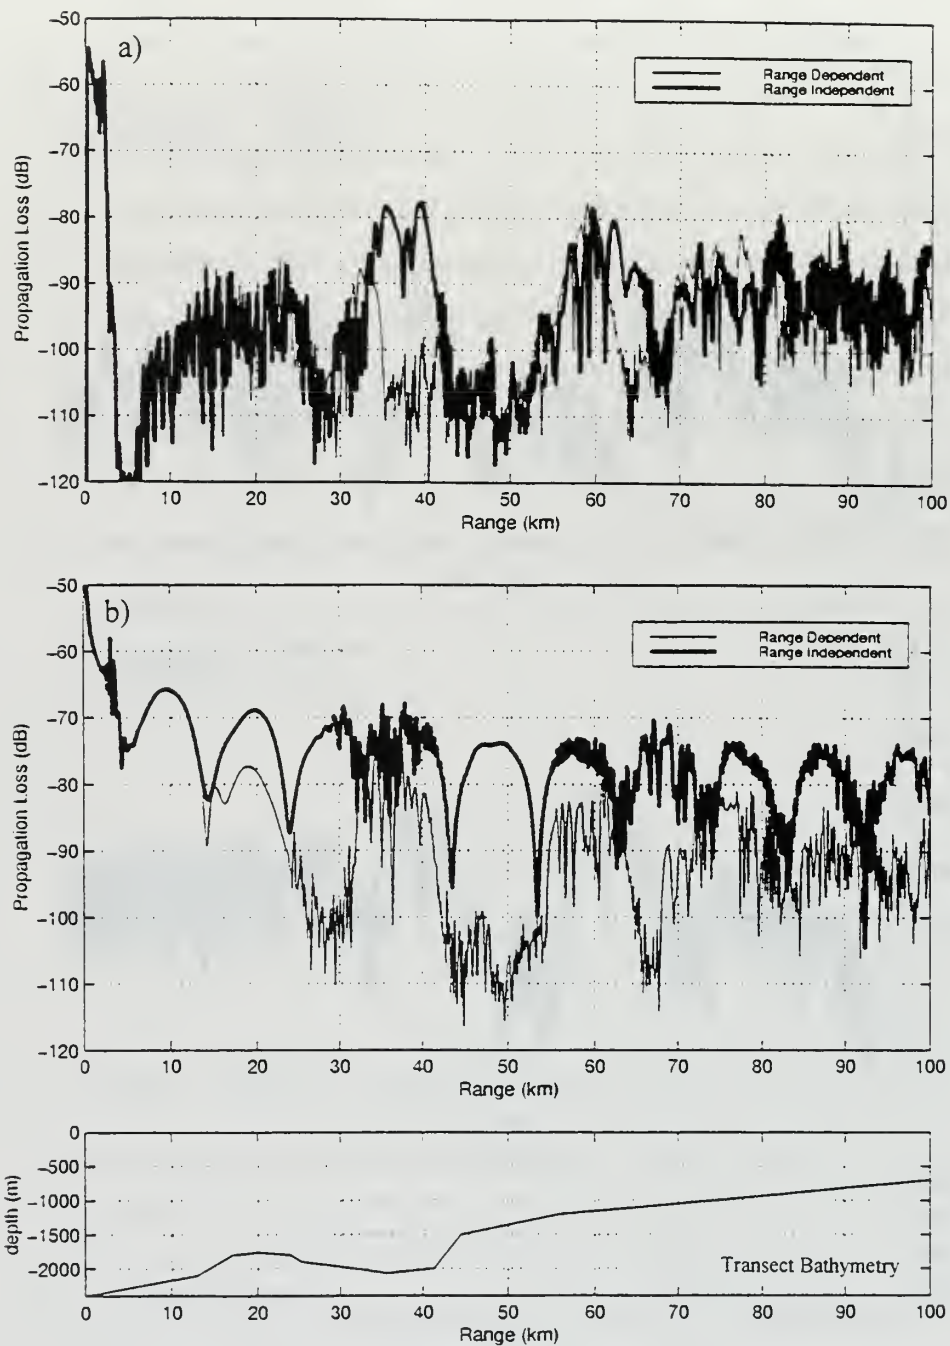 a)
Range Dependent
Range Independent
Propagation Loss (dB)
-50
-60
-70
-80
-90
-100
-110
-120
0 10 20 30 40 50 60 70 80 90 100
Range (km)
b)
Range Dependent
Range Independent
Propagation Loss (dB)
-50
-60
-70
-80
-90
-100
-110
-120
0 10 20 30 40 50 60 70 80 90 100
Range (km)
depth (m)
0
-500
-1000
-1500
-2000
Transect Bathymetry
0 10 20 30 40 50 60 70 80 90 100
Range (km)